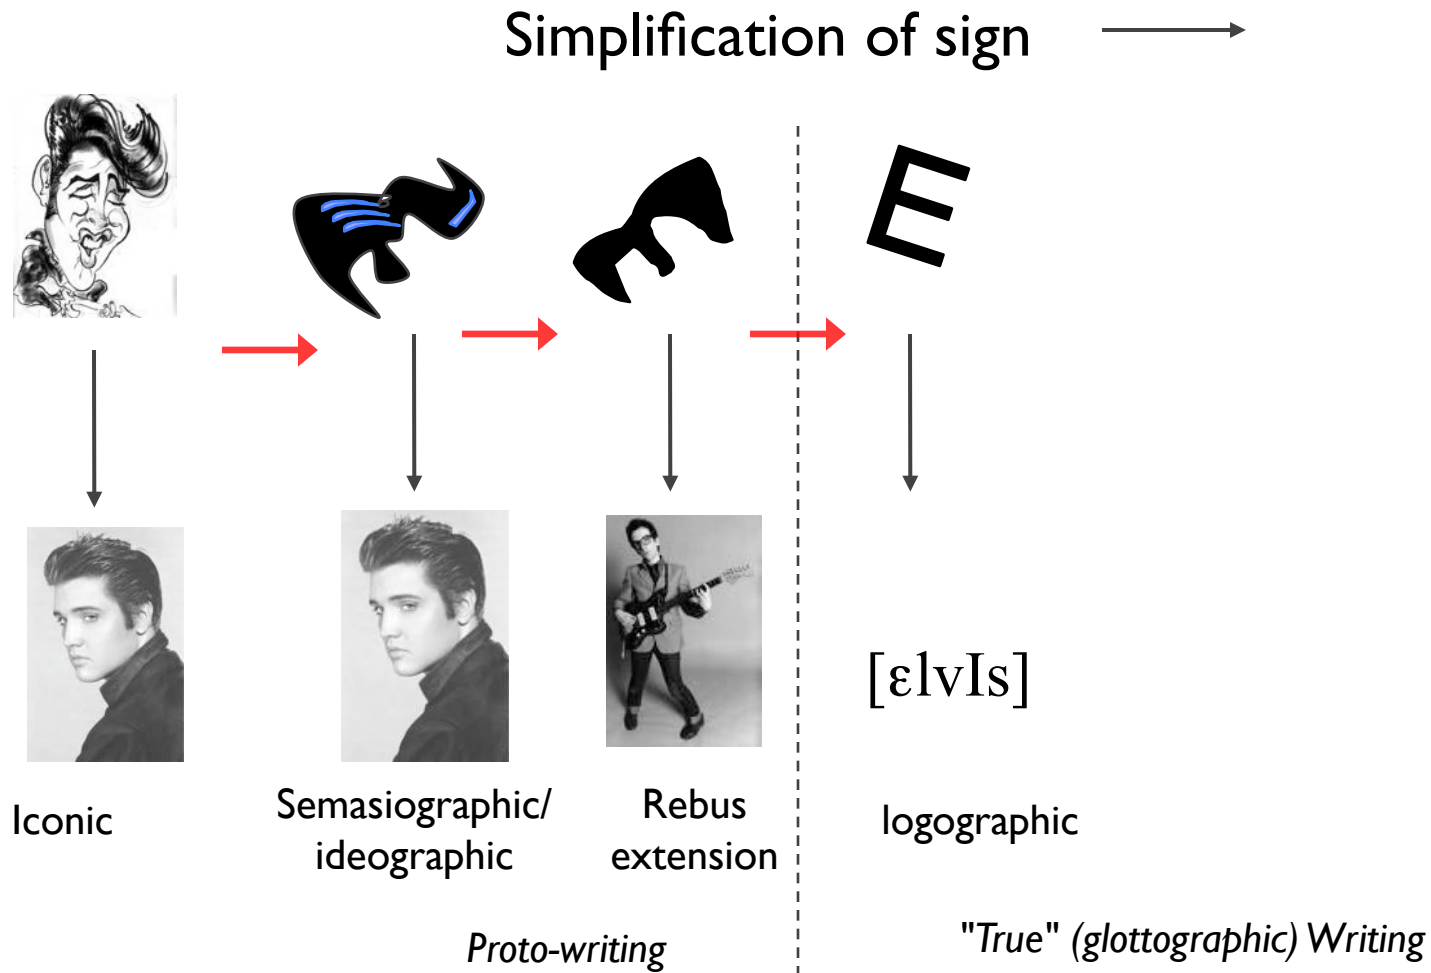 Simplification of sign
E
[ɛlvIs]
Iconic
Semasiographic/
ideographic
Rebus
extension
logographic
Proto-writing
"True" (glottographic) Writing